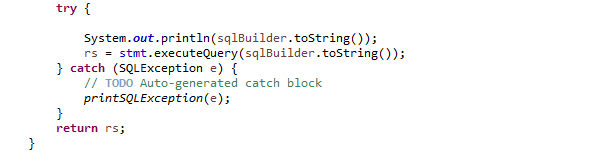 try {
System.out.println(sqlBuilder.toString());
rs = stmt.executeQuery(sqlBuilder.toString());
} catch (SQLException e) {
// TODO Auto-generated catch block
printSQLException(e);
}
return rs;
}